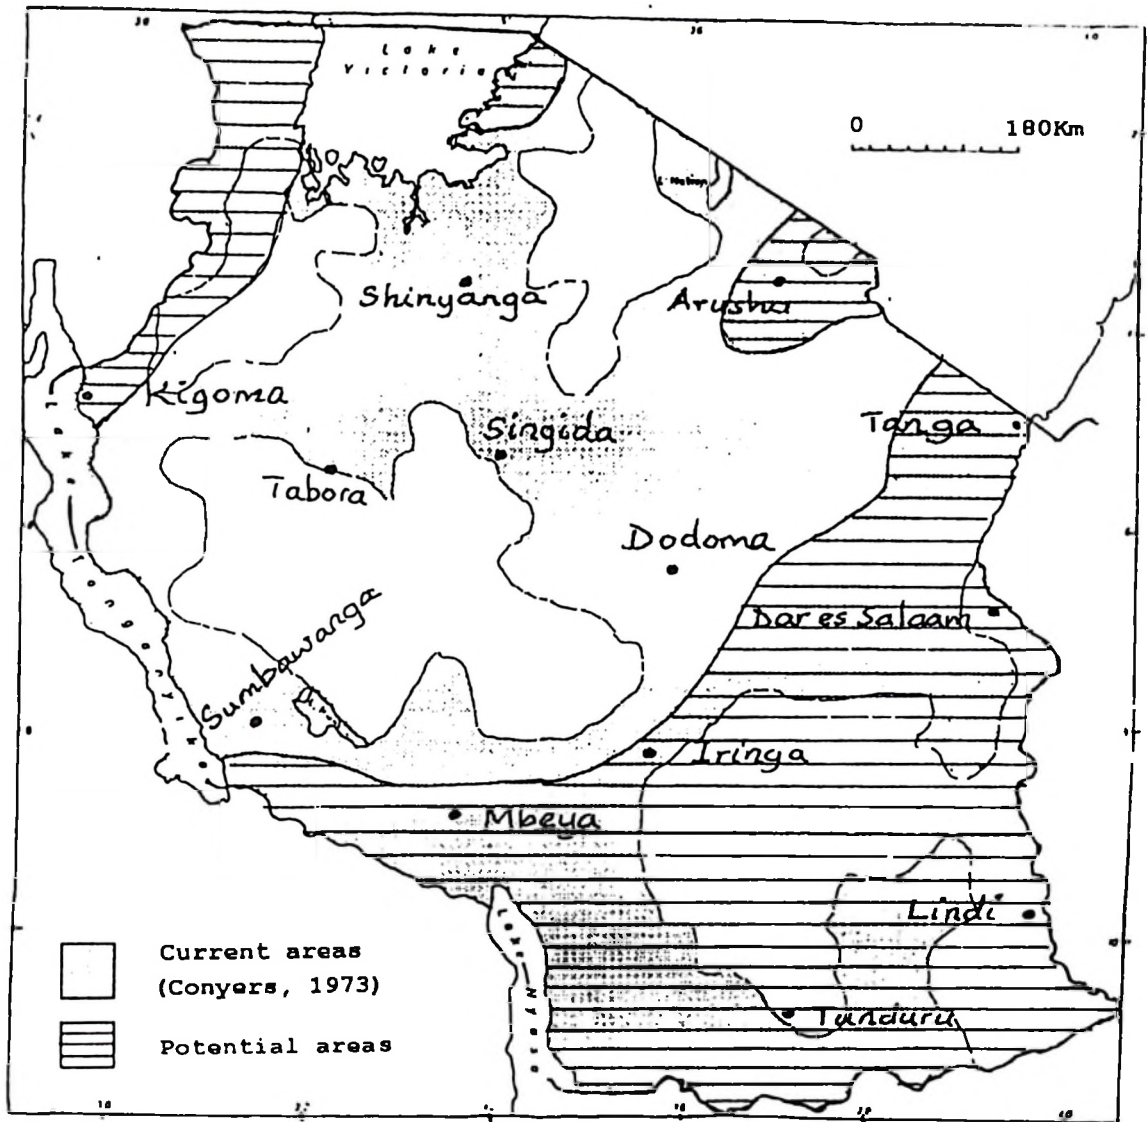 Lake
Victoria
0 180Km
Shinyanga
Arusha
Kigoma
Singida
Tanga
Tabora
Dodoma
Dar es Salaam
Sumbawanga
Iringa
Mbeya
Lindi
Lake
Current areas
(Conyers, 1973)
Tunduru
Potential areas